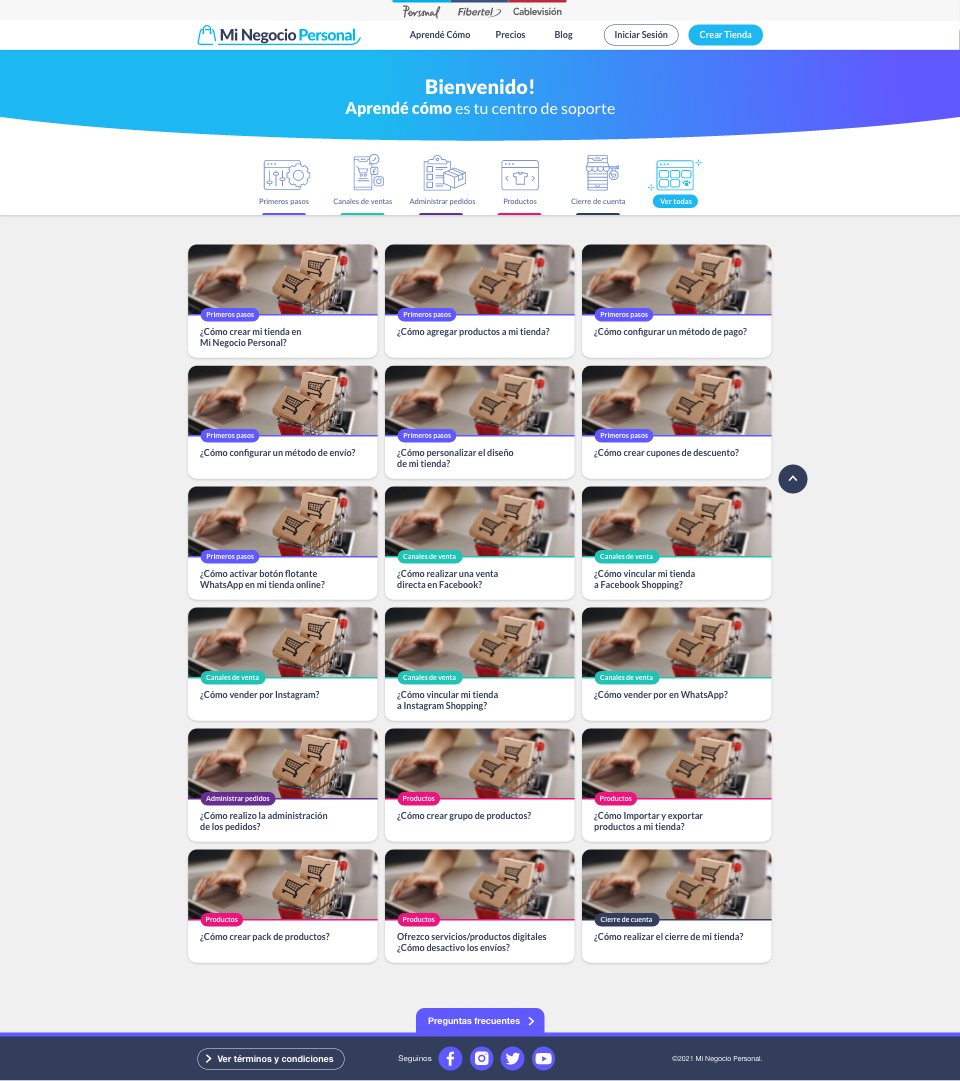 Personal Fibertel Cablevisión
Mi Negocio Personal Aprendé Cómo Precios Blog Iniciar Sesión Crear Tienda
Bienvenido!
Aprendé cómo es tu centro de soporte
Primeros pasos Canales de ventas Administrar pedidos Productos Cierre de cuenta Ver todas
Primeros pasos
¿Cómo crear mi tienda en
Mi Negocio Personal?
Primeros pasos
¿Cómo agregar productos a mi tienda?
Primeros pasos
¿Cómo configurar un método de pago?
Primeros pasos
¿Cómo configurar un método de envío?
Primeros pasos
¿Cómo personalizar el diseño
de mi tienda?
Primeros pasos
¿Cómo crear cupones de descuento?
Primeros pasos
¿Cómo activar botón flotante
WhatsApp en mi tienda online?
Canales de venta
¿Cómo realizar una venta
directa en Facebook?
Canales de venta
¿Cómo vincular mi tienda
a Facebook Shopping?
Canales de venta
¿Cómo vender por Instagram?
Canales de venta
¿Cómo vincular mi tienda
a Instagram Shopping?
Canales de venta
¿Cómo vender por en WhatsApp?
Administrar pedidos
¿Cómo realizo la administración
de los pedidos?
Productos
¿Cómo crear grupo de productos?
Productos
¿Cómo Importar y exportar
productos a mi tienda?
Productos
¿Cómo crear pack de productos?
Productos
Ofrezco servicios/productos digitales
¿Cómo desactivo los envíos?
Cierre de cuenta
¿Cómo realizar el cierre de mi tienda?
Preguntas frecuentes
Ver términos y condiciones Seguinos ©2021 Mi Negocio Personal.